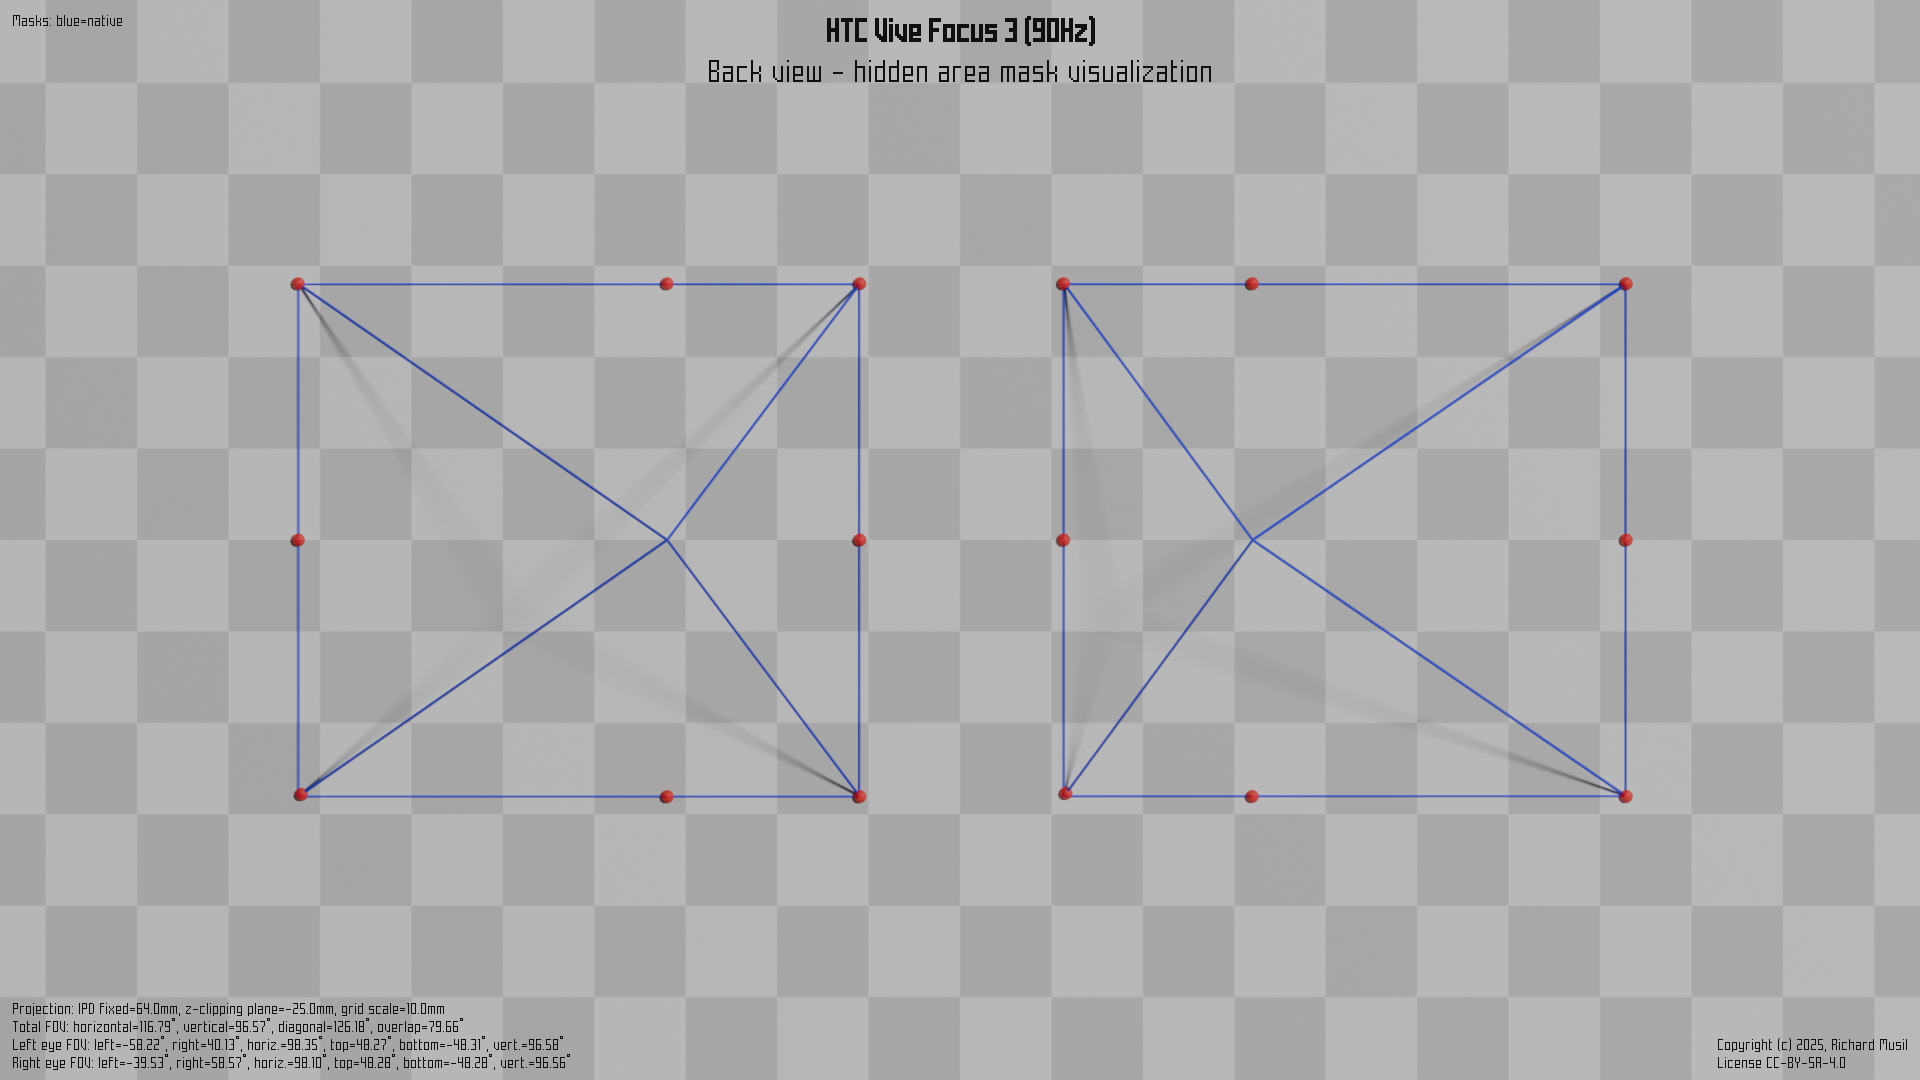 Masks: blue=native
HTC Vive Focus 3 (90Hz)
Back view - hidden area mask visualization
Projection: IPD fixed=64.0mm, z-clipping plane=-25.0mm, grid scale=10.0mm
Total FOV: horizontal=116.79°, vertical=96.57°, diagonal=126.18°, overlap=79.66°
Left eye FOV: left=-58.22°, right=40.13°, horiz.=98.35°, top=48.27°, bottom=-48.31°, vert.=96.58°
Right eye FOV: left=-39.53°, right=58.57°, horiz.=98.10°, top=48.28°, bottom=-48.28°, vert.=96.56°
Copyright (c) 2025, Richard Musil
License CC-BY-SA-4.0